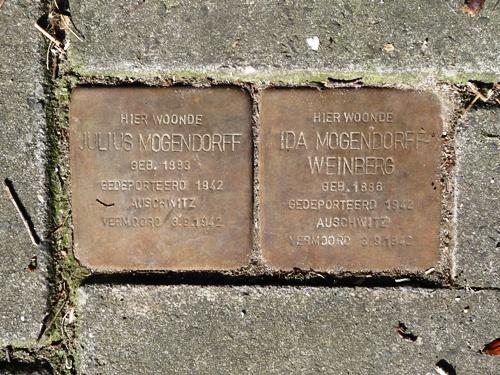 HIER WOONDE
JULIUS MOGENDORFF
GEB. 1883
GEDEPORTEERD 1942
AUSCHWITZ
VERMOORD 3.9.1942
HIER WOONDE
IDA MOGENDORFF-
WEINBERG
GEB. 1886
GEDEPORTEERD 1942
AUSCHWITZ
VERMOORD 3.9.1942